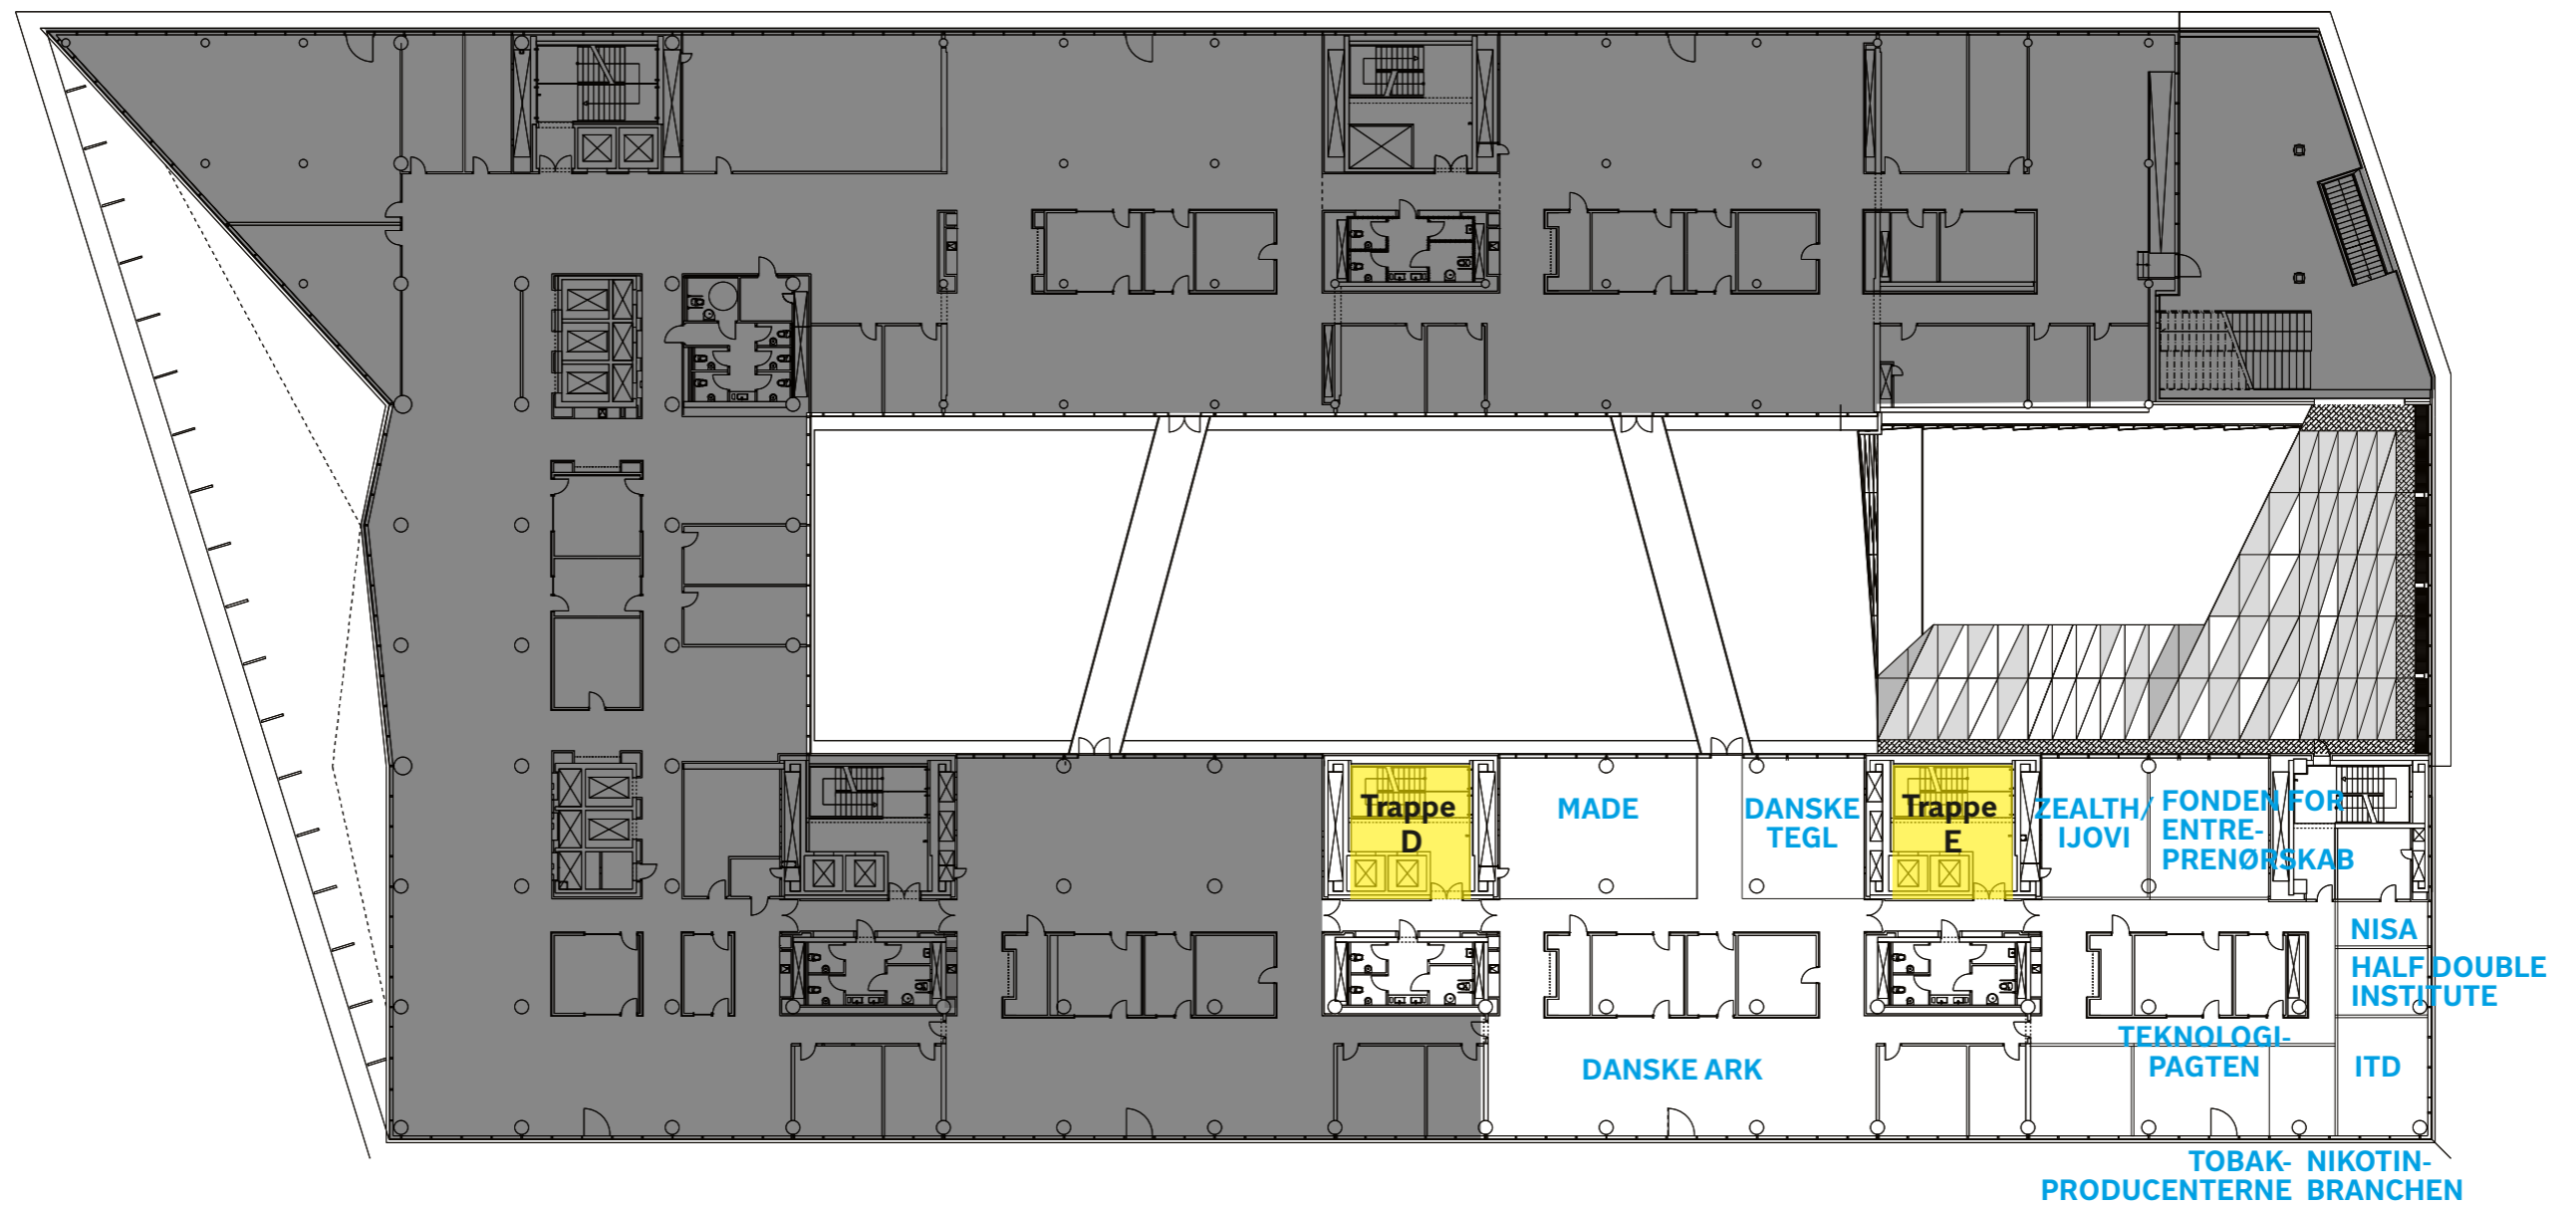 Trappe
D
MADE
DANSKE
TEGL
Trappe
E
ZEALTH/
IJOVI
FONDEN FOR
ENTRE-
PRENØRSKAB
NISA
HALF DOUBLE
INSTITUTE
TEKNOLOGI-
PAGTEN
ITD
DANSKE ARK
TOBAK-
PRODUCENTERNE
NIKOTIN-
BRANCHEN